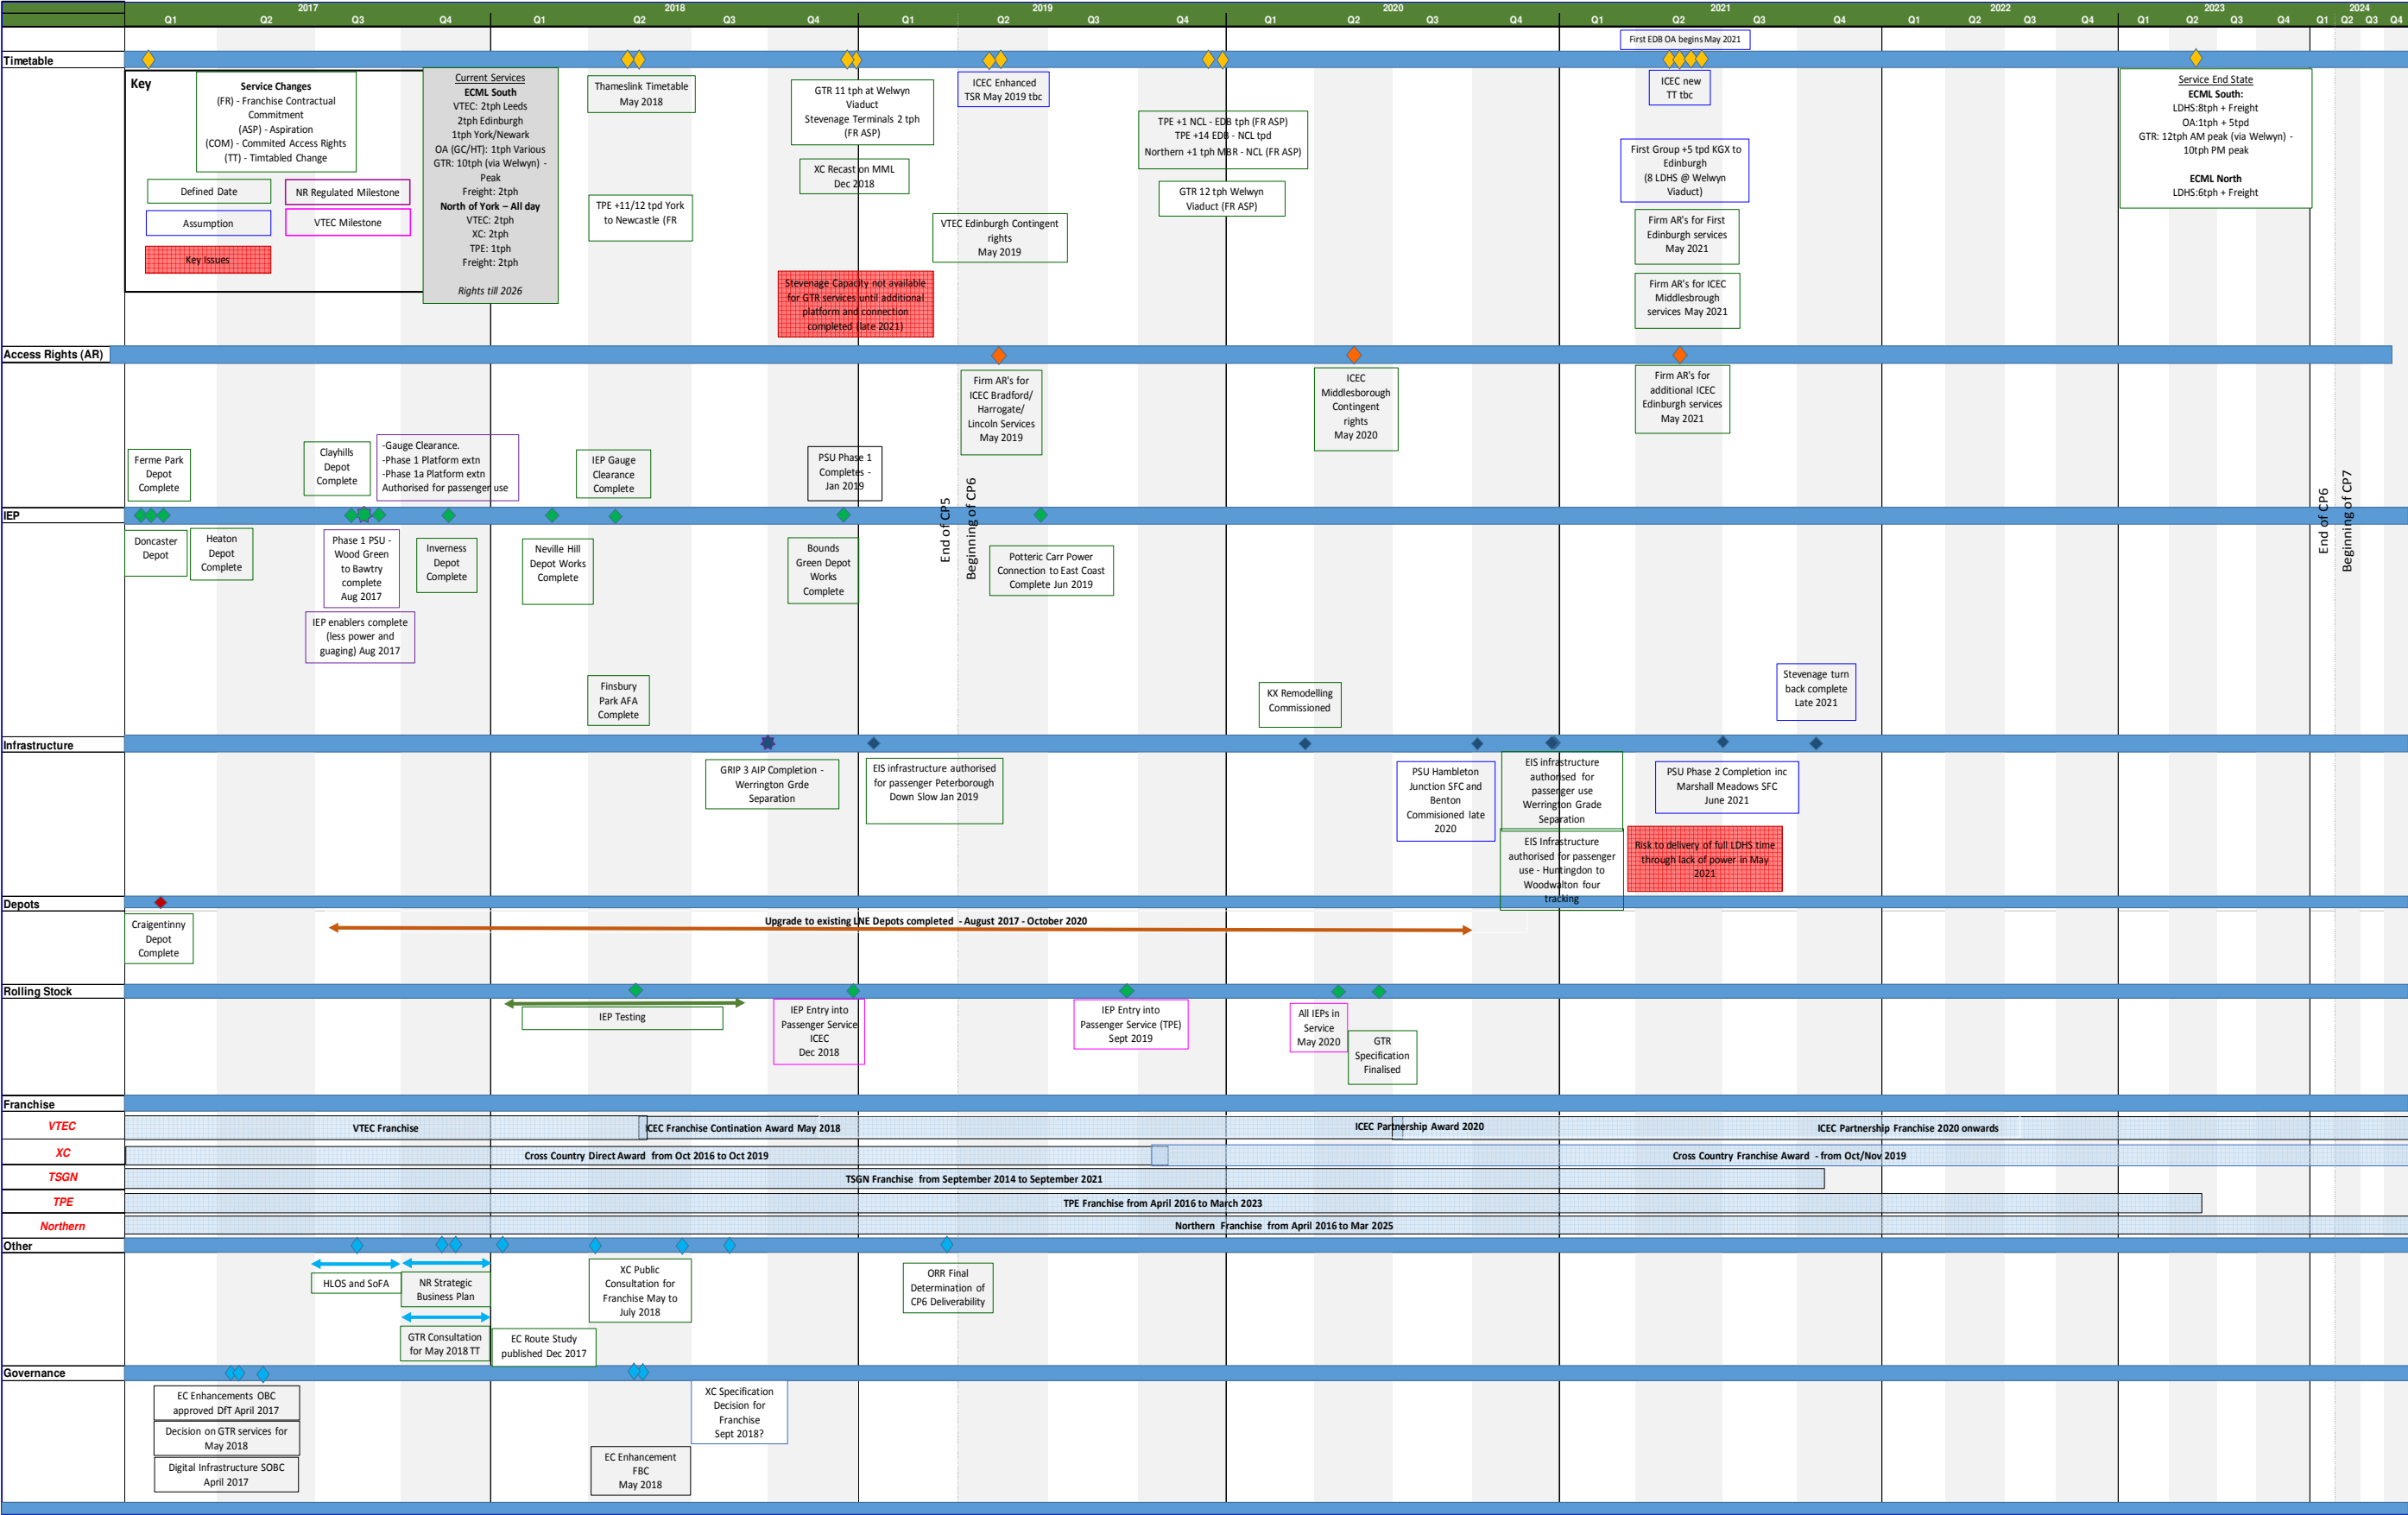 2017
2018
2019
2020
2021
2022
2023
2024
Q1 Q2 Q3 Q4 Q1 Q2 Q3 Q4 Q1 Q2 Q3 Q4 Q1 Q2 Q3 Q4 Q1 Q2 Q3 Q4 Q1 Q2 Q3 Q4 Q1 Q2 Q3 Q4 Q1 Q2 Q3 Q4
First EDB OA begins May 2021
Timetable
Key
Service Changes
(FR) - Franchise Contractual
Commitment
(ASP) - Aspiration
(COM) - Commited Access Rights
(TT) - Timtabled Change
Defined Date
NR Regulated Milestone
Assumption
VTEC Milestone
Key Issues
Current Services
ECML South
VTEC: 2tph Leeds
2tph Edinburgh
1tph York/Newark
OA (GC/HT): 1tph Various
GTR: 10tph (via Welwyn) -
Peak
Freight: 2tph
North of York – All day
VTEC: 2tph
XC: 2tph
TPE: 1tph
Freight: 2tph
Rights till 2026
Thameslink Timetable
May 2018
TPE +11/12 tpd York
to Newcastle (FR
GTR 11 tph at Welwyn
Viaduct
Stevenage Terminals 2 tph
(FR ASP)
XC Recast on MML
Dec 2018
Stevenage Capacity not available
for GTR services until additional
platform and connection
completed (late 2021)
ICEC Enhanced
TSR May 2019 tbc
VTEC Edinburgh Contingent
rights
May 2019
TPE +1 NCL - EDB tph (FR ASP)
TPE +14 EDB - NCL tpd
Northern +1 tph MBR - NCL (FR ASP)
GTR 12 tph Welwyn
Viaduct (FR ASP)
ICEC new
TT tbc
First Group +5 tpd KGX to
Edinburgh
(8 LDHS @ Welwyn
Viaduct)
Firm AR's for First
Edinburgh services
May 2021
Firm AR's for ICEC
Middlesbrough
services May 2021
Service End State
ECML South:
LDHS:8tph + Freight
OA:1tph + 5tpd
GTR: 12tph AM peak (via Welwyn) -
10tph PM peak
ECML North
LDHS:6tph + Freight
Access Rights (AR)
Firm AR's for
ICEC Bradford/
Harrogate/
Lincoln Services
May 2019
ICEC
Middlesborough
Contingent
rights
May 2020
Firm AR's for
additional ICEC
Edinburgh services
May 2021
Ferme Park
Depot
Complete
Clayhills
Depot
Complete
-Gauge Clearance.
-Phase 1 Platform extn
-Phase 1a Platform extn
Authorised for passenger use
IEP Gauge
Clearance
Complete
PSU Phase 1
Completes -
Jan 2019
End of CP5
Beginning of CP6
End of CP6
Beginning of CP7
IEP
Doncaster
Depot
Heaton
Depot
Complete
Phase 1 PSU -
Wood Green
to Bawtry
complete
Aug 2017
IEP enablers complete
(less power and
guaging) Aug 2017
Inverness
Depot
Complete
Neville Hill
Depot Works
Complete
Bounds
Green Depot
Works
Complete
Potteric Carr Power
Connection to East Coast
Complete Jun 2019
Finsbury
Park AFA
Complete
KX Remodelling
Commissioned
Stevenage turn
back complete
Late 2021
Infrastructure
GRIP 3 AIP Completion -
Werrington Grde
Separation
EIS infrastructure authorised
for passenger Peterborough
Down Slow Jan 2019
PSU Hambleton
Junction SFC and
Benton
Commisioned late
2020
EIS infrastructure
authorised for
passenger use
Werrington Grade
Separation
EIS Infrastructure
authorised for passenger
use - Huntingdon to
Woodwalton four
tracking
PSU Phase 2 Completion inc
Marshall Meadows SFC
June 2021
Risk to delivery of full LDHS time
through lack of power in May
2021
Depots
Craigentinny
Depot
Complete
Upgrade to existing LNE Depots completed - August 2017 - October 2020
Rolling Stock
IEP Testing
IEP Entry into
Passenger Service
ICEC
Dec 2018
IEP Entry into
Passenger Service (TPE)
Sept 2019
All IEPs in
Service
May 2020
GTR
Specification
Finalised
Franchise
VTEC
VTEC Franchise
ICEC Franchise Contination Award May 2018
ICEC Partnership Award 2020
ICEC Partnership Franchise 2020 onwards
XC
Cross Country Direct Award from Oct 2016 to Oct 2019
Cross Country Franchise Award - from Oct/Nov 2019
TSGN
TSGN Franchise from September 2014 to September 2021
TPE
TPE Franchise from April 2016 to March 2023
Northern
Northern Franchise from April 2016 to Mar 2025
Other
HLOS and SoFA
NR Strategic
Business Plan
GTR Consultation
for May 2018 TT
EC Route Study
published Dec 2017
XC Public
Consultation for
Franchise May to
July 2018
ORR Final
Determination of
CP6 Deliverability
Governance
EC Enhancements OBC
approved DfT April 2017
Decision on GTR services for
May 2018
Digital Infrastructure SOBC
April 2017
EC Enhancement
FBC
May 2018
XC Specification
Decision for
Franchise
Sept 2018?